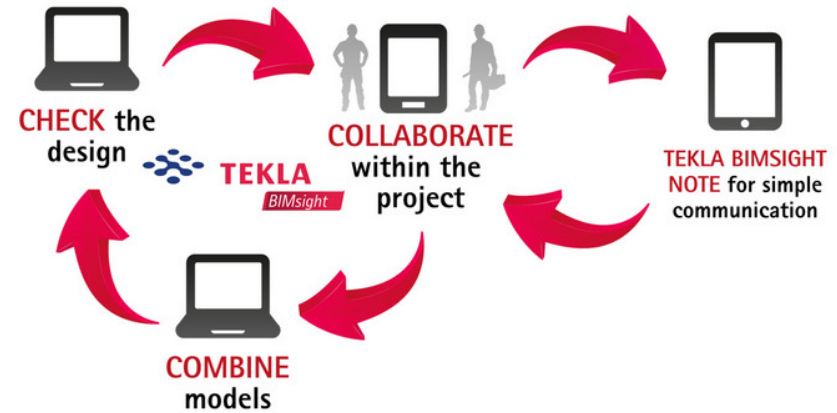 CHECK the
design
TEKLA
BIMsight
COLLABORATE
within the
project
TEKLA BIMSIGHT
NOTE for simple
communication
COMBINE
models